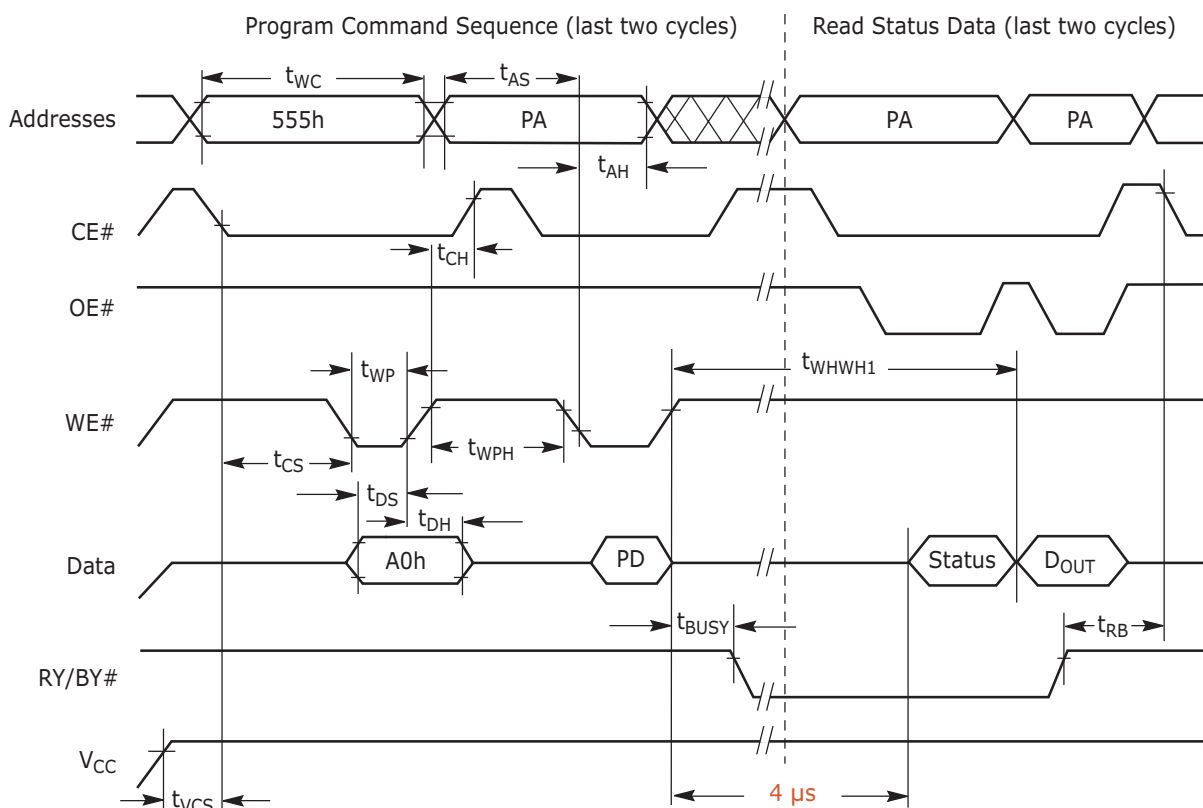 Program Command Sequence (last two cycles)
Read Status Data (last two cycles)
tWC
tAS
Addresses
555h
PA
PA
PA
tAH
CE#
tCH
OE#
tWP
tWHWH1
WE#
tCS
tWPH
tDS
tDH
Data
A0h
PD
Status
DOUT
tBUSY
tRB
RY/BY#
VCC
tVCS
4 µs